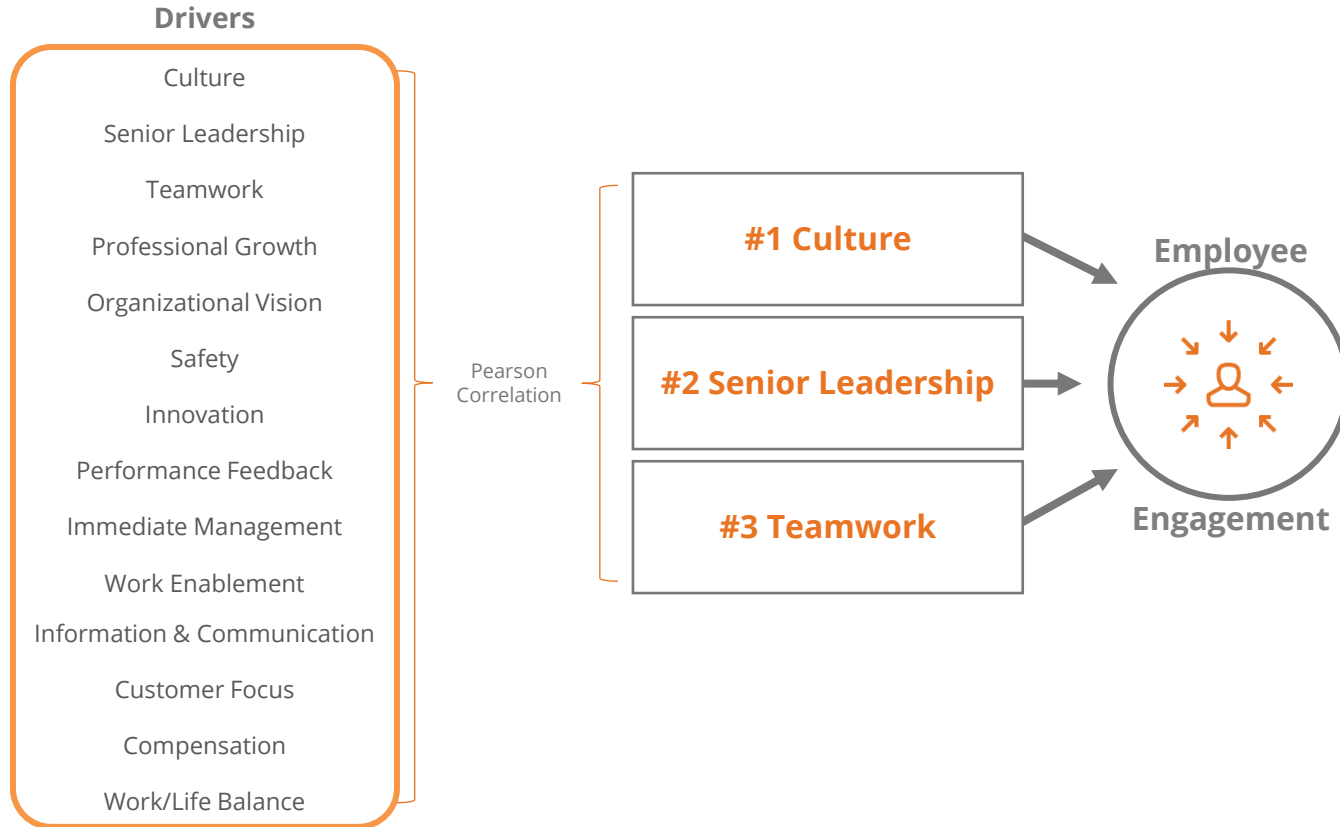 Drivers
Culture
Senior Leadership
Teamwork
Professional Growth
Organizational Vision
Safety
Innovation
Performance Feedback
Immediate Management
Work Enablement
Information & Communication
Customer Focus
Compensation
Work/Life Balance
Pearson
Correlation
#1 Culture
#2 Senior Leadership
#3 Teamwork
Employee
Engagement